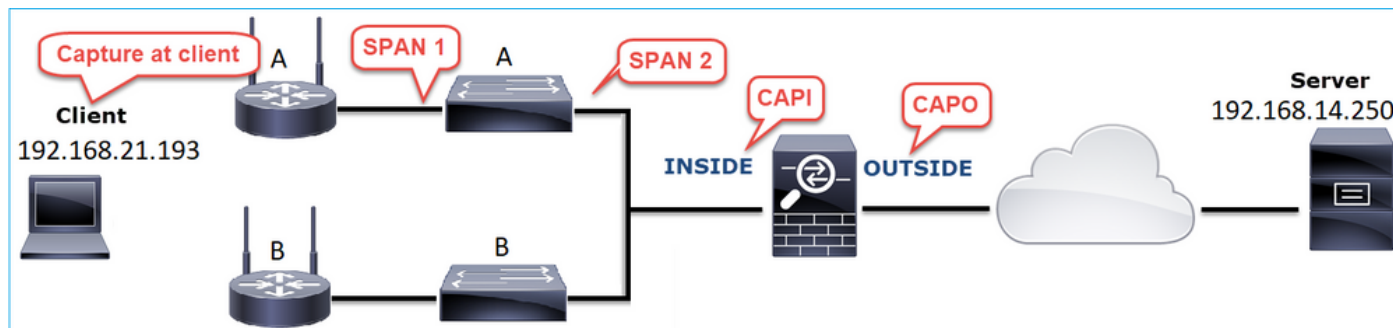 Capture at client
A
SPAN 1
A
SPAN 2
Client
192.168.21.193
CAPI
CAPO
Server
192.168.14.250
INSIDE
OUTSIDE
B
B